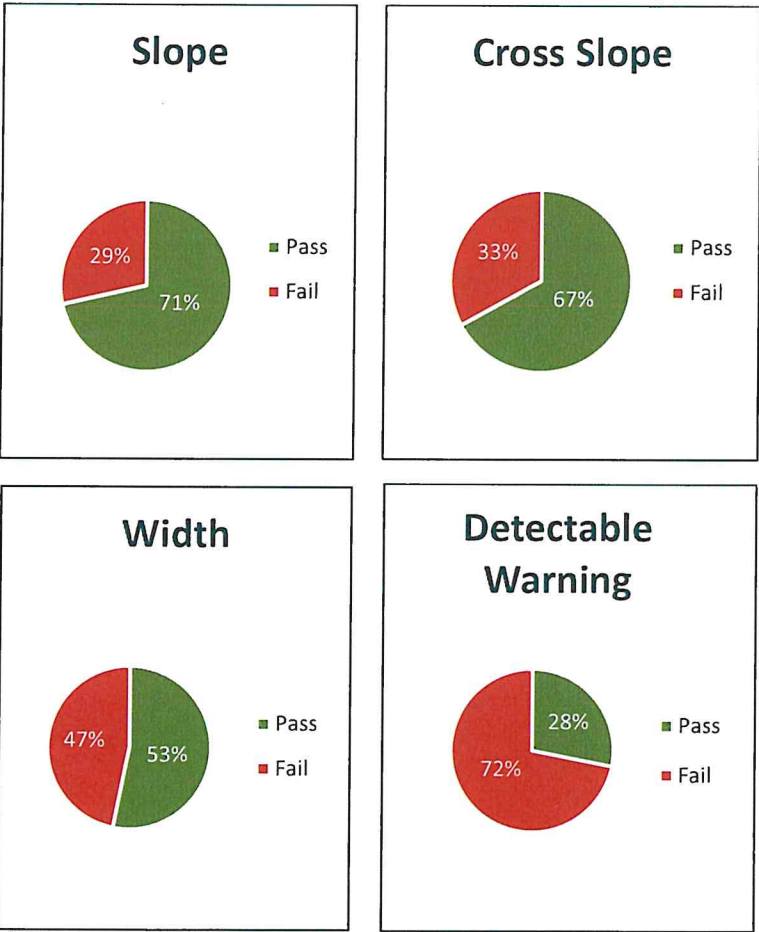 Slope
29%
71%
Pass
Fail
Cross Slope
33%
67%
Pass
Fail
Width
47%
53%
Pass
Fail
Detectable
Warning
28%
72%
Pass
Fail